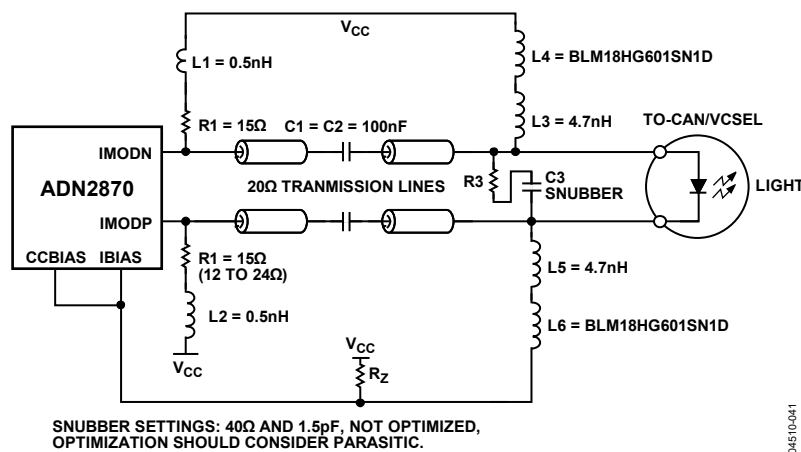 VCC
L1 = 0.5nH
L4 = BLM18HG601SN1D
R1 = 15Ω
C1 = C2 = 100nF
L3 = 4.7nH
TO-CAN/VCSEL
IMODN
ADN2870
20Ω TRANMISSION LINES
R3
C3
SNUBBER
LIGHT
IMODP
CCBIAS
IBIAS
R1 = 15Ω
(12 TO 24Ω)
L5 = 4.7nH
L2 = 0.5nH
L6 = BLM18HG601SN1D
VCC
VCC
RZ
SNUBBER SETTINGS: 40Ω AND 1.5pF, NOT OPTIMIZED,
OPTIMIZATION SHOULD CONSIDER PARASITIC.
04510-041